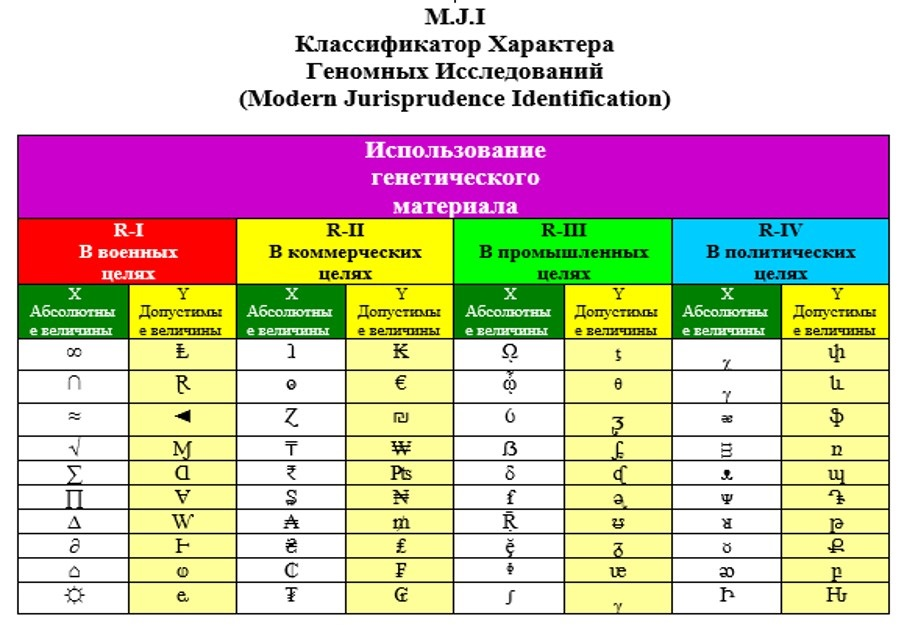 M.J.I
Классификатор Характера
Геномных Исследований
(Modern Jurisprudence Identification)
Использование
генетического
материала
R-I R-II R-III R-IV
В военных В коммерческих В промышленных В политических
целях целях целях целях
X Y X Y X Y X Y
Абсолютны Допустимы Абсолютны Допустимы Абсолютны Допустимы Абсолютны Допустимы
е величины е величины е величины е величины е величины е величины е величины е величины
∞ Ł ₭ Ώ ƫ փ
∩ Ɽ € ᾧ θ և
≈ ◄ ₪ ʒ ֆ
√ ₸ ₩ ẞ ո
∑ ₹ ₧ δ պ
∏ Ɐ ₦ f Ψ
∆ W ₳ ₥ ʊ թ
∂ Ⱶ ₴ £ ᴕ Ք
⌂ ₵ ₣ ᵫ ը
☼ ₮ ₲ ʃ Ի Њ